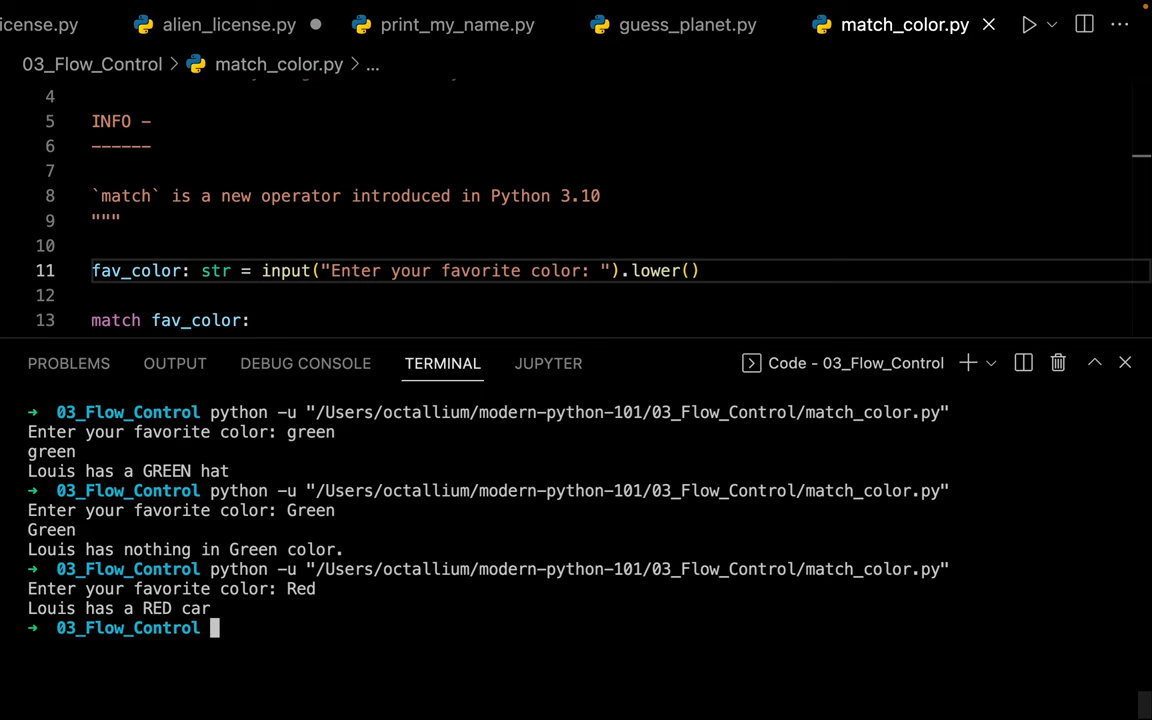 icense.py alien_license.py print_my_name.py guess_planet.py match_color.py
03_Flow_Control > match_color.py > ...
4
5 INFO -
6 ------
7
8 `match` is a new operator introduced in Python 3.10
9 """
10
11 fav_color: str = input("Enter your favorite color: ").lower()
12
13 match fav_color:
PROBLEMS OUTPUT DEBUG CONSOLE TERMINAL JUPYTER Code - 03_Flow_Control
→ 03_Flow_Control python -u "/Users/octallium/modern-python-101/03_Flow_Control/match_color.py"
Enter your favorite color: green
green
Louis has a GREEN hat
→ 03_Flow_Control python -u "/Users/octallium/modern-python-101/03_Flow_Control/match_color.py"
Enter your favorite color: Green
Green
Louis has nothing in Green color.
→ 03_Flow_Control python -u "/Users/octallium/modern-python-101/03_Flow_Control/match_color.py"
Enter your favorite color: Red
Louis has a RED car
→ 03_Flow_Control